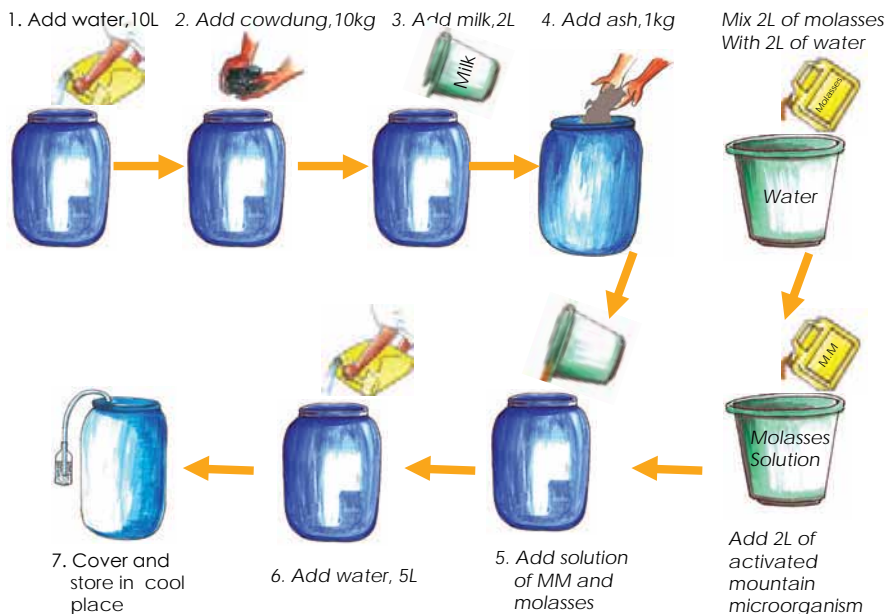 1. Add water,10L
2. Add cowdung,10kg
3. Add milk,2L
4. Add ash,1kg
Mix 2L of molasses
With 2L of water
Milk
Molasses
Water
M.M
Molasses
Solution
7. Cover and
store in cool
place
6. Add water, 5L
5. Add solution
of MM and
molasses
Add 2L of
activated
mountain
microorganism